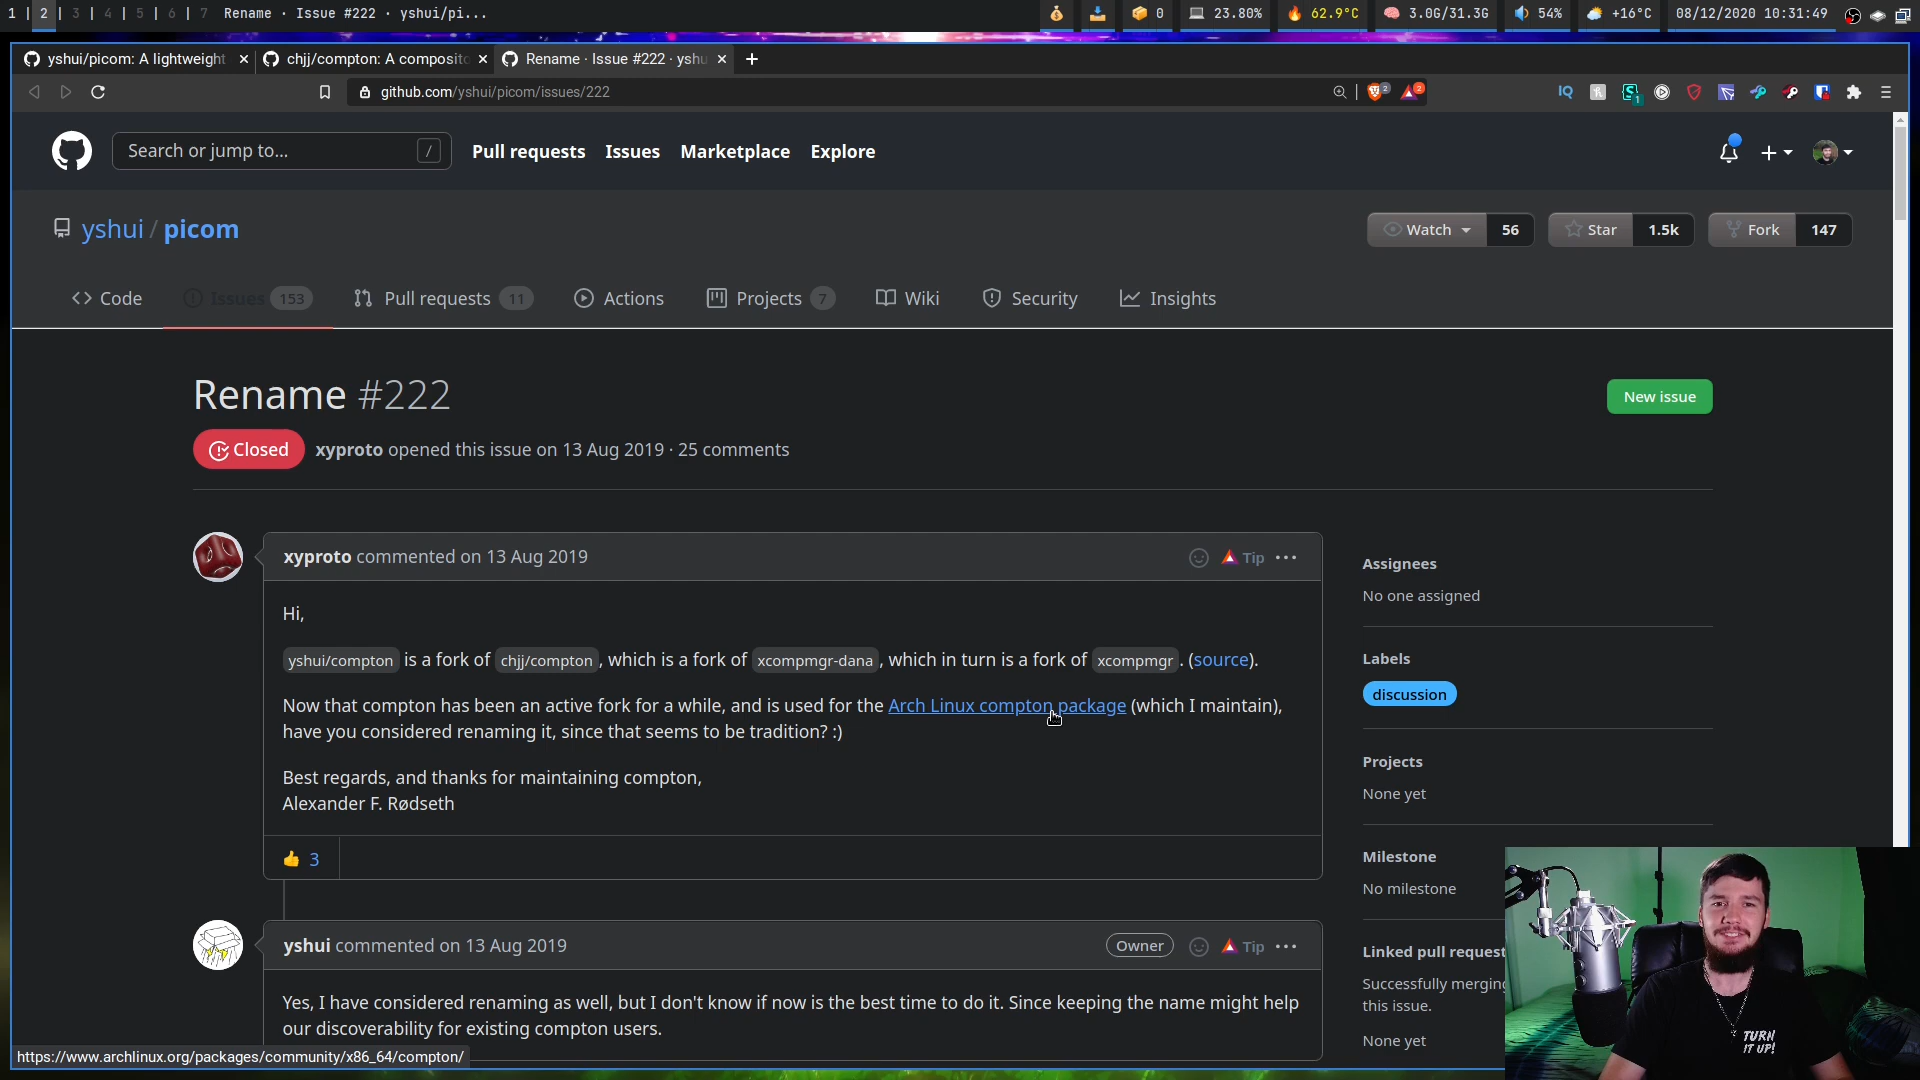 1 | 2 | 3 | 4 | 5 | 6 | 7 Rename · Issue #222 · yshui/pi...
0 23.80% 62.9°C 3.0G/31.3G 54% +16°C 08/12/2020 10:31:49
yshui/picom: A lightweight
chjj/compton: A composito
Rename · Issue #222 · yshu
github.com/yshui/picom/issues/222
2 2
IQ 1
Search or jump to... /
Pull requests Issues Marketplace Explore
yshui / picom
Watch 56 Star 1.5k Fork 147
Code Issues 153 Pull requests 11 Actions Projects 7 Wiki Security Insights
Rename #222
New issue
Closed xyproto opened this issue on 13 Aug 2019 · 25 comments
xyproto commented on 13 Aug 2019
Tip ...
Hi,
yshui/compton is a fork of chjj/compton, which is a fork of xcompmgr-dana, which in turn is a fork of xcompmgr. (source).
Now that compton has been an active fork for a while, and is used for the Arch Linux compton package (which I maintain),
have you considered renaming it, since that seems to be tradition? :)
Best regards, and thanks for maintaining compton,
Alexander F. Rødseth
3
Assignees
No one assigned
Labels
discussion
Projects
None yet
Milestone
No milestone
Linked pull request
Successfully merging
this issue.
None yet
yshui commented on 13 Aug 2019
Owner Tip ...
Yes, I have considered renaming as well, but I don't know if now is the best time to do it. Since keeping the name might help
our discoverability for existing compton users.
https://www.archlinux.org/packages/community/x86_64/compton/
TURN
IT UP!